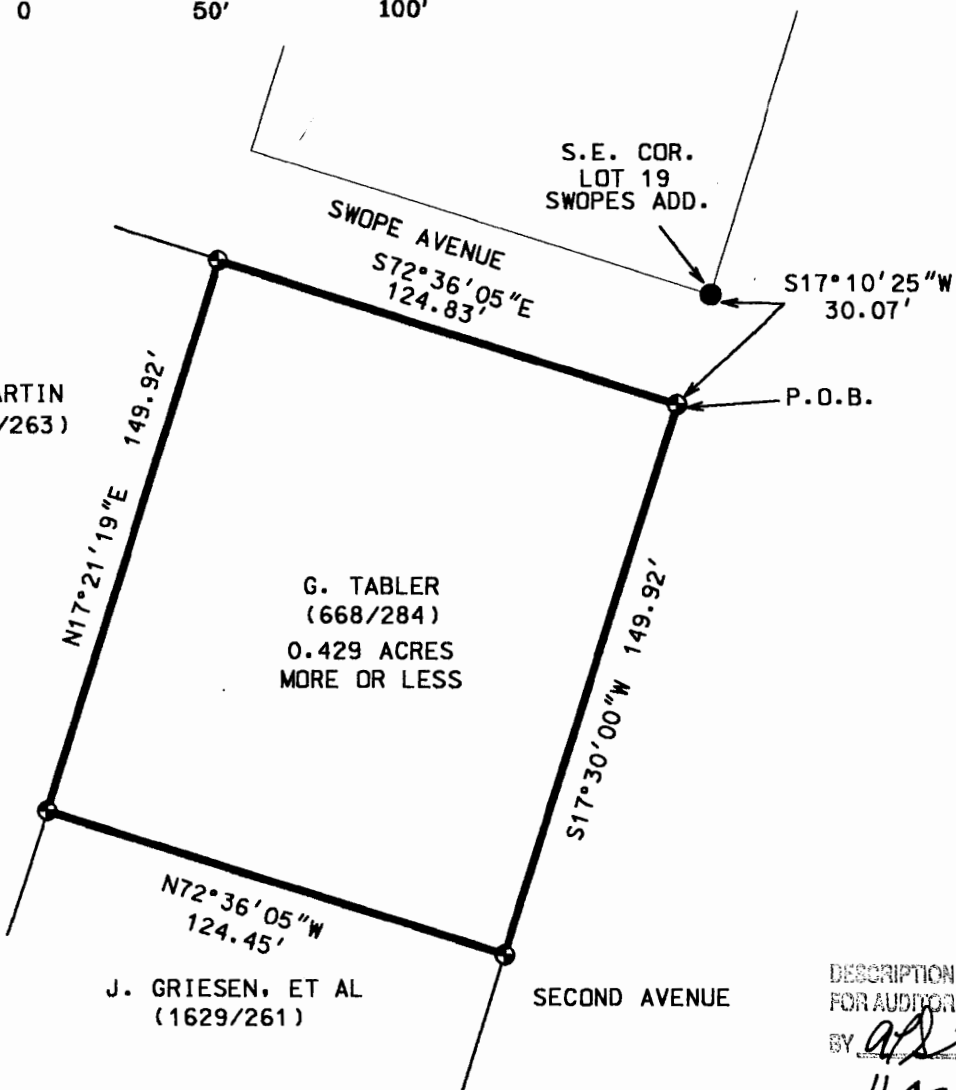 0 50' 100'
S.E. COR.
LOT 19
SWOPES ADD.
SWOPE AVENUE
S72°36'05"E
124.83'
S17°10'25"W
30.07'
P.O.B.
ARTIN
/263)
N17°21'19"E 149.92'
G. TABLER
(668/284)
0.429 ACRES
MORE OR LESS
S17°30'00"W 149.92'
N72°36'05"W
124.45'
J. GRIESEN, ET AL
(1629/261)
SECOND AVENUE
DESCRIPTION
FOR AUDITOR
BY